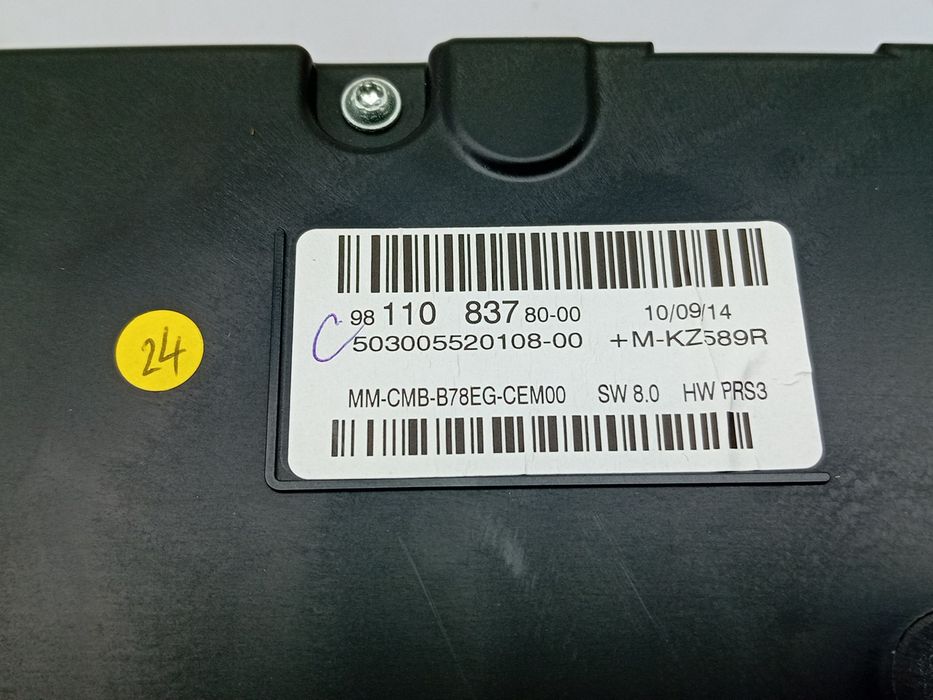 98 110 837 80-00 10/09/14
C 503005520108-00 +M-KZ589R
MM-CMB-B78EG-CEM00 SW 8.0 HW PRS3
24